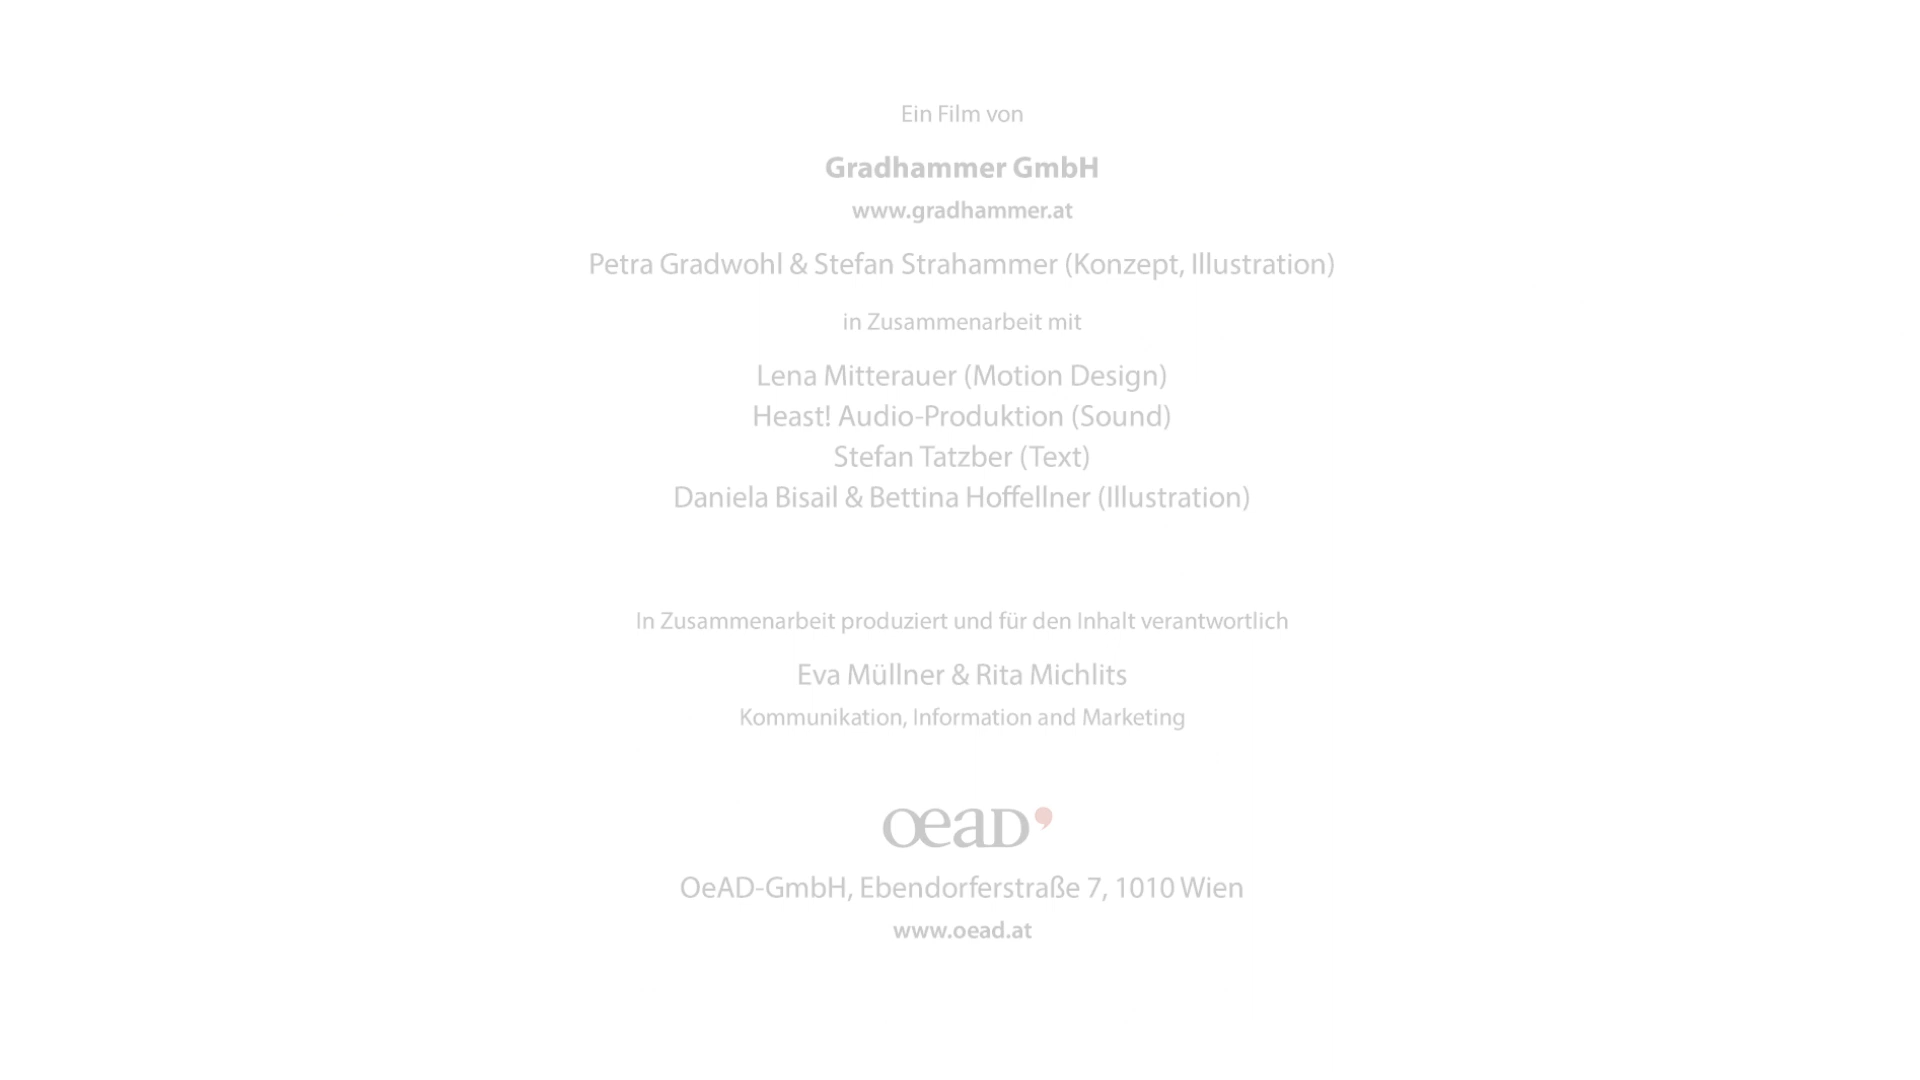 Ein Film von
Gradhammer GmbH
www.gradhammer.at
Petra Gradwohl & Stefan Strahammer (Konzept, Illustration)
in Zusammenarbeit mit
Lena Mitterauer (Motion Design)
Heast! Audio-Produktion (Sound)
Stefan Tatzber (Text)
Daniela Bisail & Bettina Hoffellner (Illustration)
In Zusammenarbeit produziert und für den Inhalt verantwortlich
Eva Müllner & Rita Michlits
Kommunikation, Information and Marketing
OeAD'
OeAD-GmbH, Ebendorferstraße 7, 1010 Wien
www.oead.at